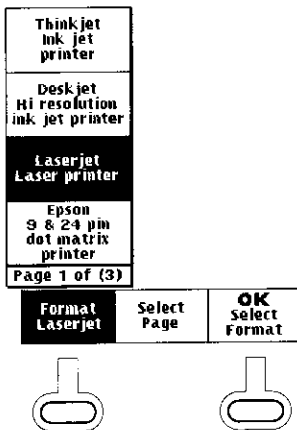 Thinkjet
Ink jet
printer
Deskjet
Hi resolution
ink jet printer
Laserjet
Laser printer
Epson
9 & 24 pin
dot matrix
printer
Page 1 of (3)
Format
Laserjet
Select
Page
OK
Select
Format